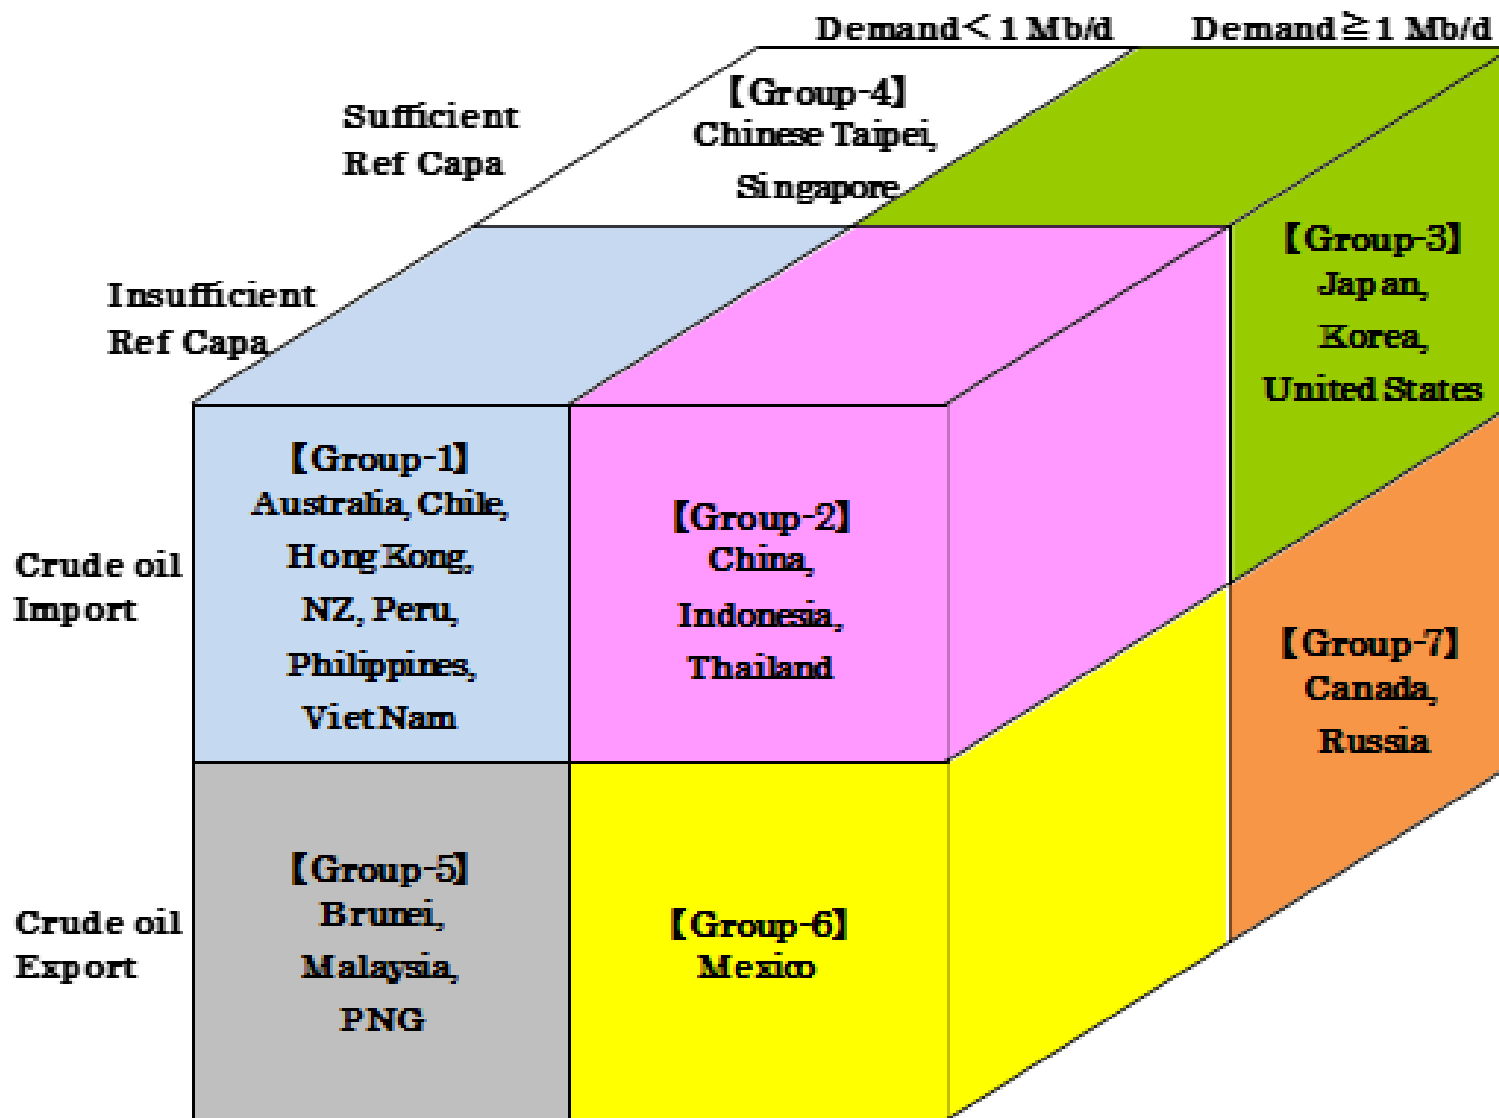 Demand< 1 Mb/d
Demand≧1 Mb/d
Sufficient
Ref Capa
【Group-4】
Chinese Taipei,
Singapore
Insufficient
Ref Capa
【Group-3】
Japan,
Korea,
United States
Crude oil
Import
【Group-1】
Australia, Chile,
Hong Kong,
NZ, Peru,
Philippines,
Viet Nam
【Group-2】
China,
Indonesia,
Thailand
【Group-7】
Canada,
Russia
Crude oil
Export
【Group-5】
Brunei,
Malaysia,
PNG
【Group-6】
Mexico